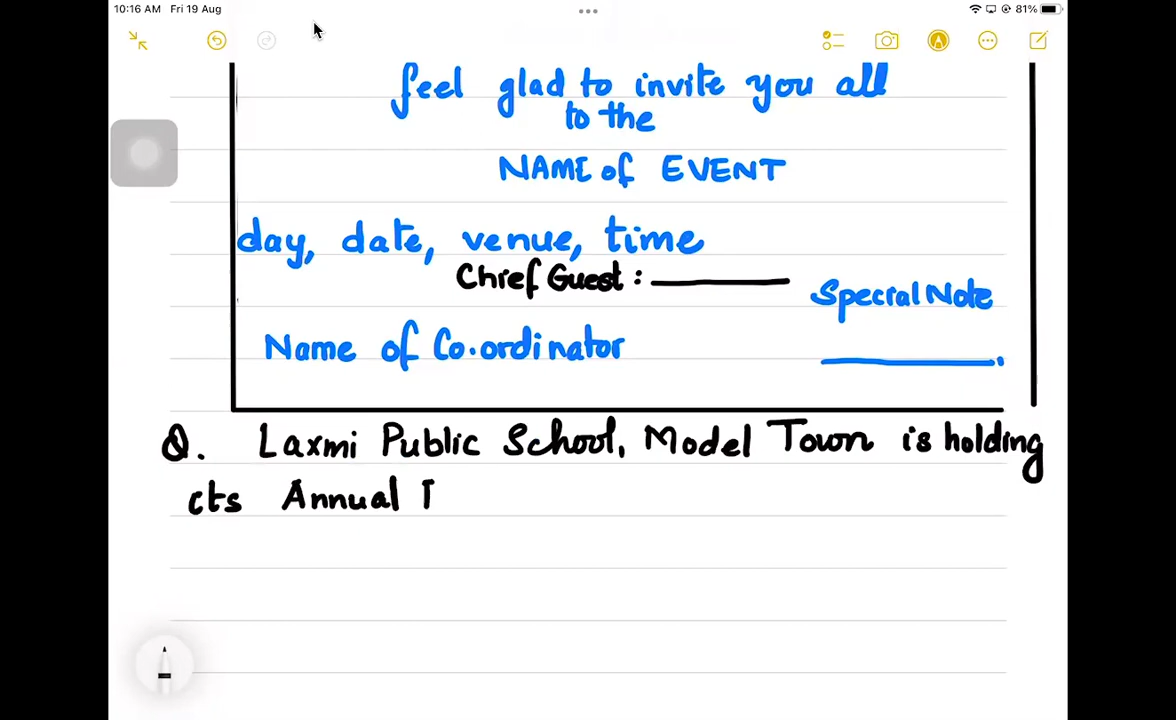 10:16 AM Fri 19 Aug
81%
feel glad to invite you all
to the
NAME of EVENT
day, date, venue, time
Chief Guest :
Special Note
Name of Co.ordinator
Q. Laxmi Public School, Model Town is holding
its Annual